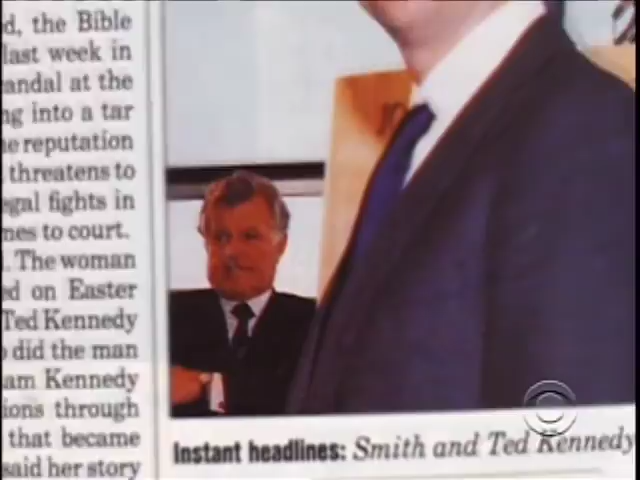 d, the Bible
last week in
andal at the
ng into a tar
e reputation
threatens to
egal fights in
mes to court.
. The woman
ed on Easter
Ted Kennedy
did the man
am Kennedy
ions through
that became
said her story
Instant headlines: Smith and Ted Kennedy